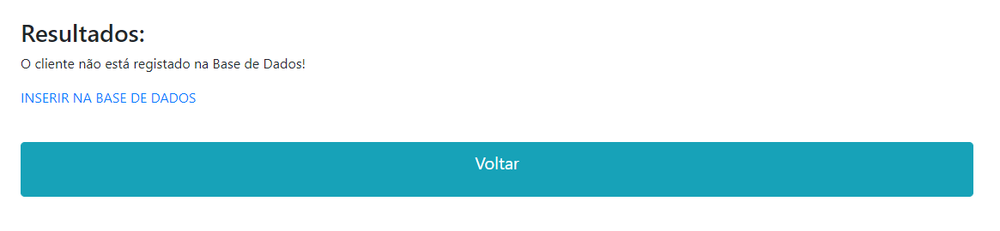 Resultados:
O cliente não está registado na Base de Dados!
INSERIR NA BASE DE DADOS
Voltar